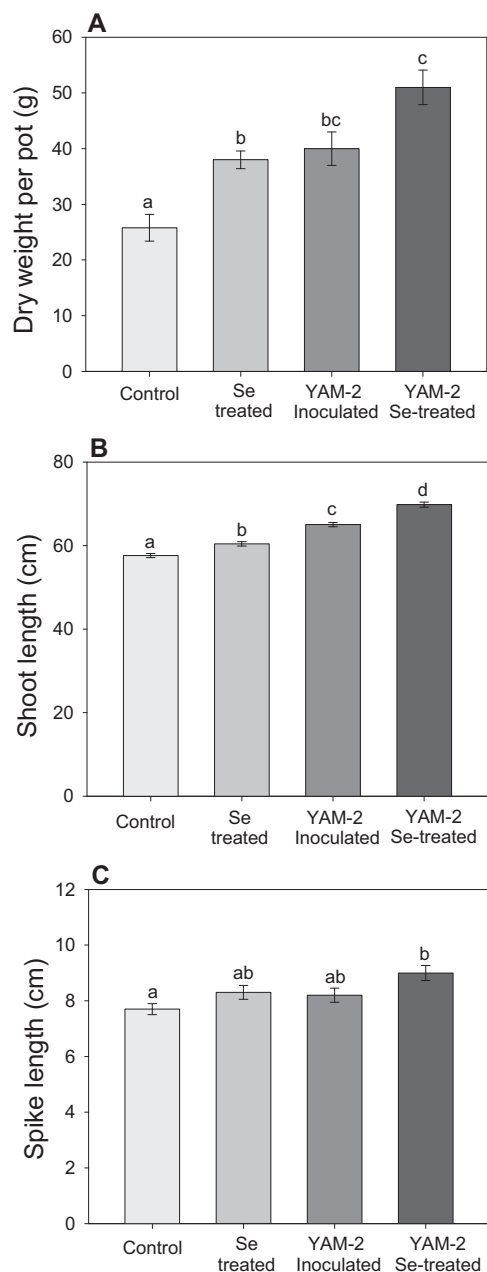 A
Dry weight per pot (g)
60
50
40
30
20
10
0
a
b
bc
c
Control
Se
treated
YAM-2
Inoculated
YAM-2
Se-treated
B
Shoot length (cm)
80
60
40
20
0
a
b
c
d
Control
Se
treated
YAM-2
Inoculated
YAM-2
Se-treated
C
Spike length (cm)
12
10
8
6
4
2
0
a
ab
ab
b
Control
Se
treated
YAM-2
Inoculated
YAM-2
Se-treated